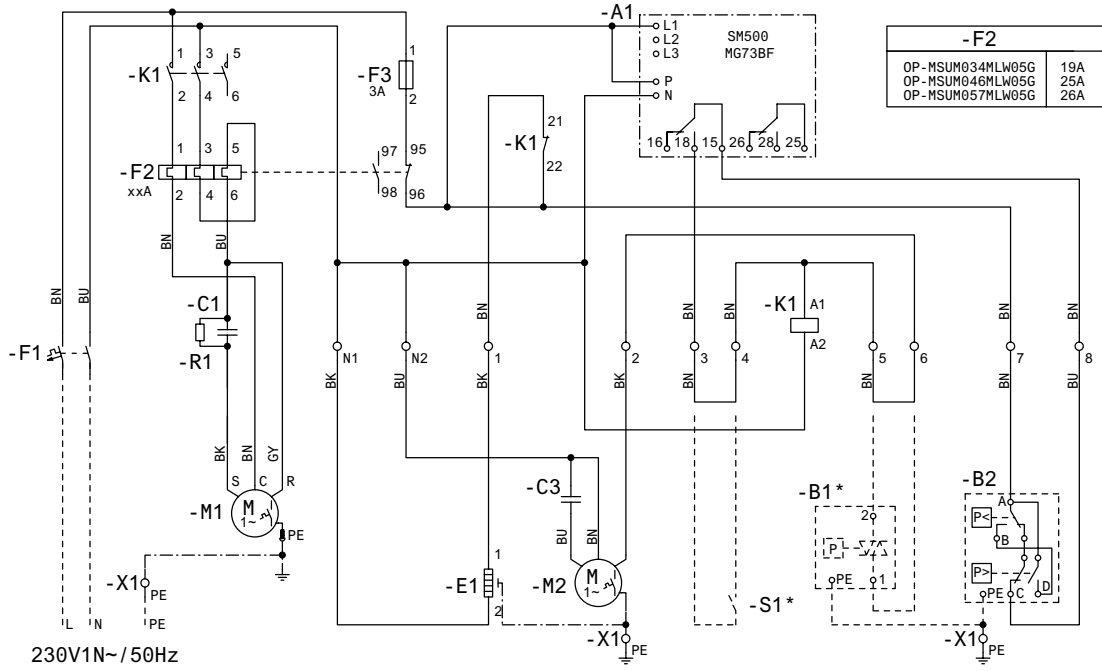 -A1
L1
L2
L3
P
N
SM500
MG73BF
16 18 15 26 28 25
-F2
OP-MSUM034MLW05G 19A
OP-MSUM046MLW05G 25A
OP-MSUM057MLW05G 26A
-K1
1 3 5
2 4 6
-F3
3A
1
2
-K1
21
22
-F2
xxA
1 3 5
2 4 6
97 95
98 96
BN BU
BN BU
-C1
-R1
-F1
BN BN BN BN BN BN BN
-K1
A1
A2
N1 N2 1 2 3 4 5 6 7 8
BK BU BK BK BN BN BN BN BU
BK BN GY
S C R
-M1
M
1~
PE
-X1
PE
L N PE
230V1N~/50Hz
-E1
1
2
-C3
BU BN
-M2
M
1~
-X1
PE
-S1*
-B1*
2
P
PE 1
-B2
A
P<
B
P>
PE C D
-X1
PE